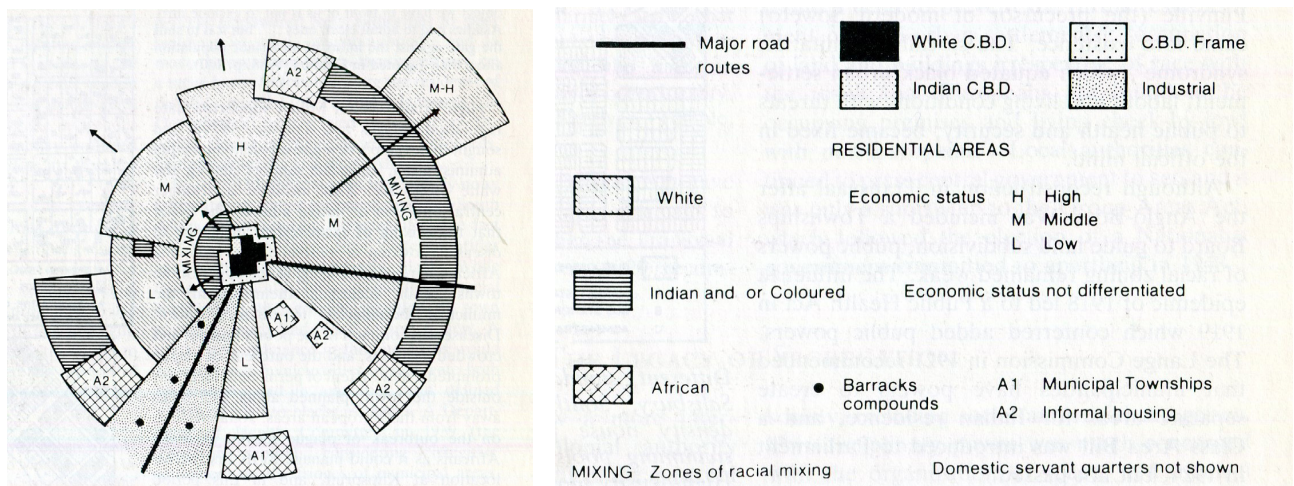 A2
M-H
H
M
MIXING
M
MIXING
L
A1
A2
L
A2
A2
A1
Major road
routes
White C.B.D.
C.B.D. Frame
Indian C.B.D.
Industrial
RESIDENTIAL AREAS
White
Economic status H High
M Middle
L Low
Indian and or Coloured
Economic status not differentiated
African
Barracks
compounds
A1 Municipal Townships
A2 Informal housing
MIXING Zones of racial mixing
Domestic servant quarters not shown